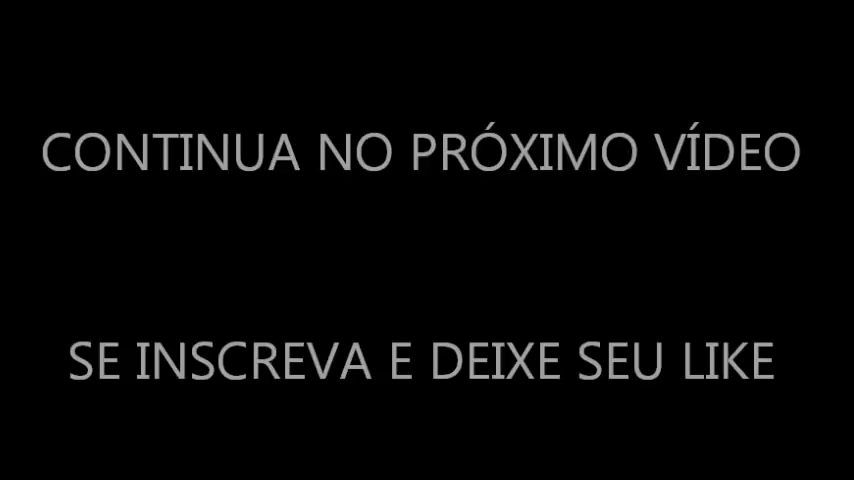 CONTINUA NO PRÓXIMO VÍDEO
SE INSCREVA E DEIXE SEU LIKE